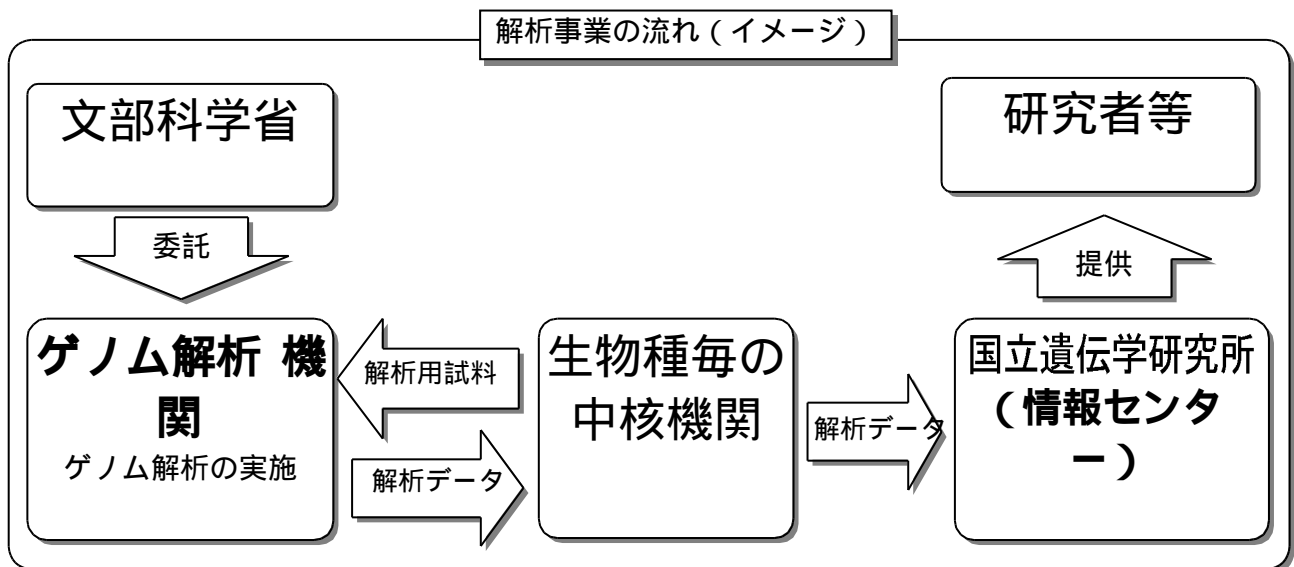 解析事業の流れ（イメージ）
文部科学省
研究者等
委託
提供
ゲノム解析 機
関
ゲノム解析の実施
解析用試料
解析データ
生物種毎の
中核機関
解析データ
国立遺伝学研究所
（情報センタ
ー）